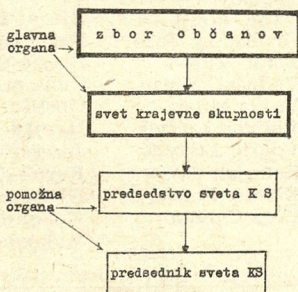 glavna
organa
z b o r  o b č a n o v
svet krajevne skupnosti
pomožna
organa
predsedstvo sveta K S
predsednik sveta KS